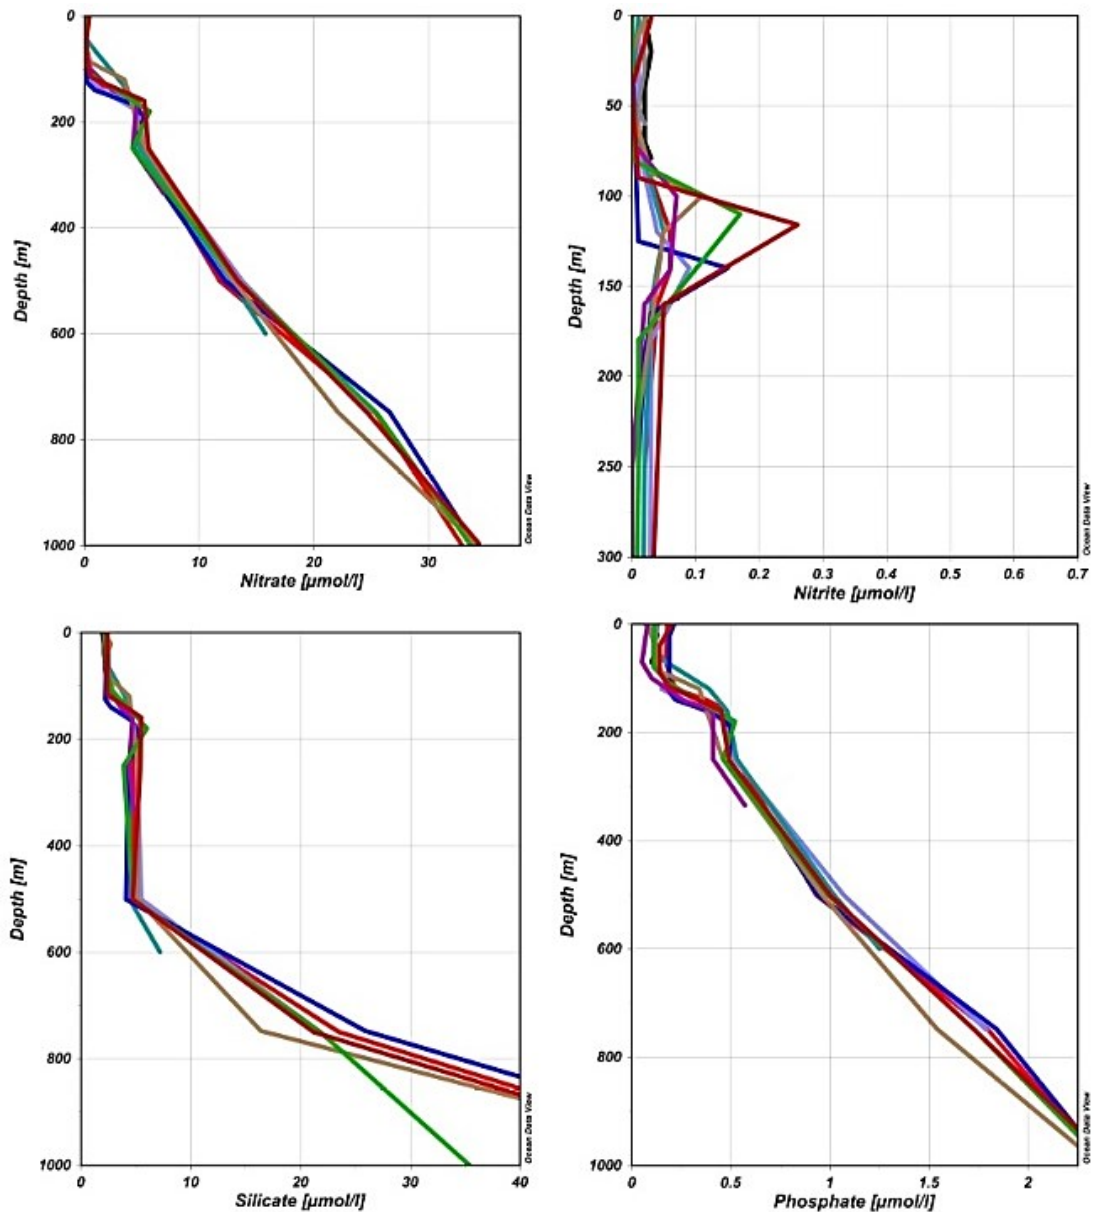 0
200
400
600
800
1000
Depth [m]
0 10 20 30
Nitrate [µmol/l]
Ocean Data View
0
50
100
150
200
250
300
Depth [m]
0 0.1 0.2 0.3 0.4 0.5 0.6 0.7
Nitrite [µmol/l]
Ocean Data View
0
200
400
600
800
1000
Depth [m]
0 10 20 30 40
Silicate [µmol/l]
Ocean Data View
0
200
400
600
800
1000
Depth [m]
0 0.5 1 1.5 2
Phosphate [µmol/l]
Ocean Data View